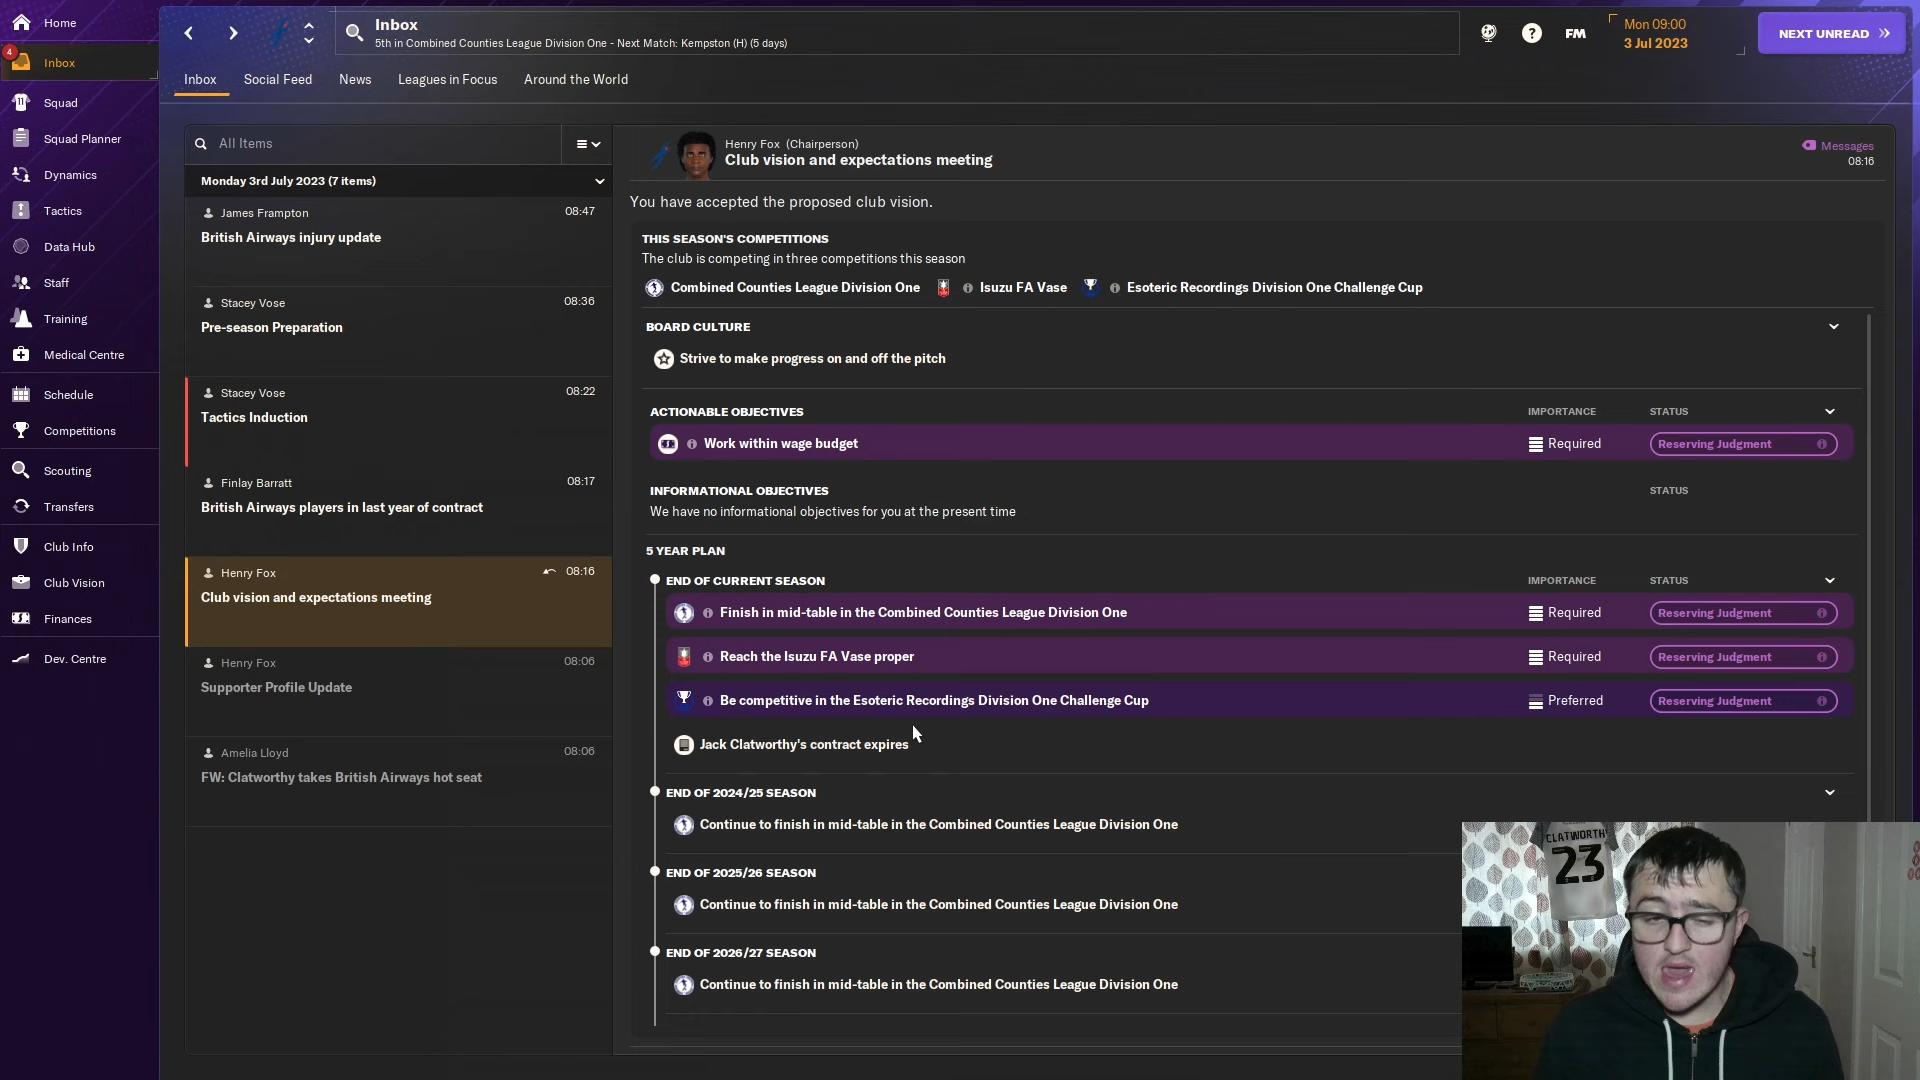 Home
4
Inbox
Squad
Squad Planner
Dynamics
Tactics
Data Hub
Staff
Training
Medical Centre
Schedule
Competitions
Scouting
Transfers
Club Info
Club Vision
Finances
Dev. Centre
Inbox
5th in Combined Counties League Division One - Next Match: Kempston (H) (5 days)
FM
Mon 09:00
3 Jul 2023
NEXT UNREAD
Inbox Social Feed News Leagues in Focus Around the World
All Items
Monday 3rd July 2023 (7 items)
James Frampton 08:47
British Airways injury update
Stacey Vose 08:36
Pre-season Preparation
Stacey Vose 08:22
Tactics Induction
Finlay Barratt 08:17
British Airways players in last year of contract
Henry Fox 08:16
Club vision and expectations meeting
Henry Fox 08:06
Supporter Profile Update
Amelia Lloyd 08:06
FW: Clatworthy takes British Airways hot seat
Henry Fox (Chairperson)
Club vision and expectations meeting
Messages
08:16
You have accepted the proposed club vision.
THIS SEASON'S COMPETITIONS
The club is competing in three competitions this season
Combined Counties League Division One Isuzu FA Vase Esoteric Recordings Division One Challenge Cup
BOARD CULTURE
Strive to make progress on and off the pitch
ACTIONABLE OBJECTIVES IMPORTANCE STATUS
Work within wage budget Required Reserving Judgment
INFORMATIONAL OBJECTIVES STATUS
We have no informational objectives for you at the present time
5 YEAR PLAN
END OF CURRENT SEASON IMPORTANCE STATUS
Finish in mid-table in the Combined Counties League Division One Required Reserving Judgment
Reach the Isuzu FA Vase proper Required Reserving Judgment
Be competitive in the Esoteric Recordings Division One Challenge Cup Preferred Reserving Judgment
Jack Clatworthy's contract expires
END OF 2024/25 SEASON
Continue to finish in mid-table in the Combined Counties League Division One
END OF 2025/26 SEASON
Continue to finish in mid-table in the Combined Counties League Division One
END OF 2026/27 SEASON
Continue to finish in mid-table in the Combined Counties League Division One
CLATWORTHY
23